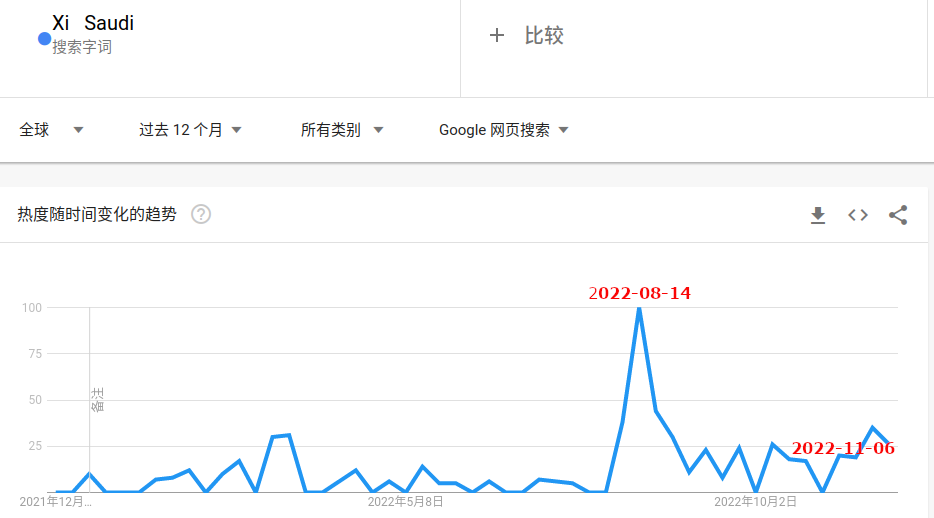 Xi Saudi
搜索字词
+ 比较
全球
过去 12 个月
所有类别
Google 网页搜索
热度随时间变化的趋势
2022-08-14
100
75
50
25
备注
2022-11-06
2021年12月…
2022年5月8日
2022年10月2日